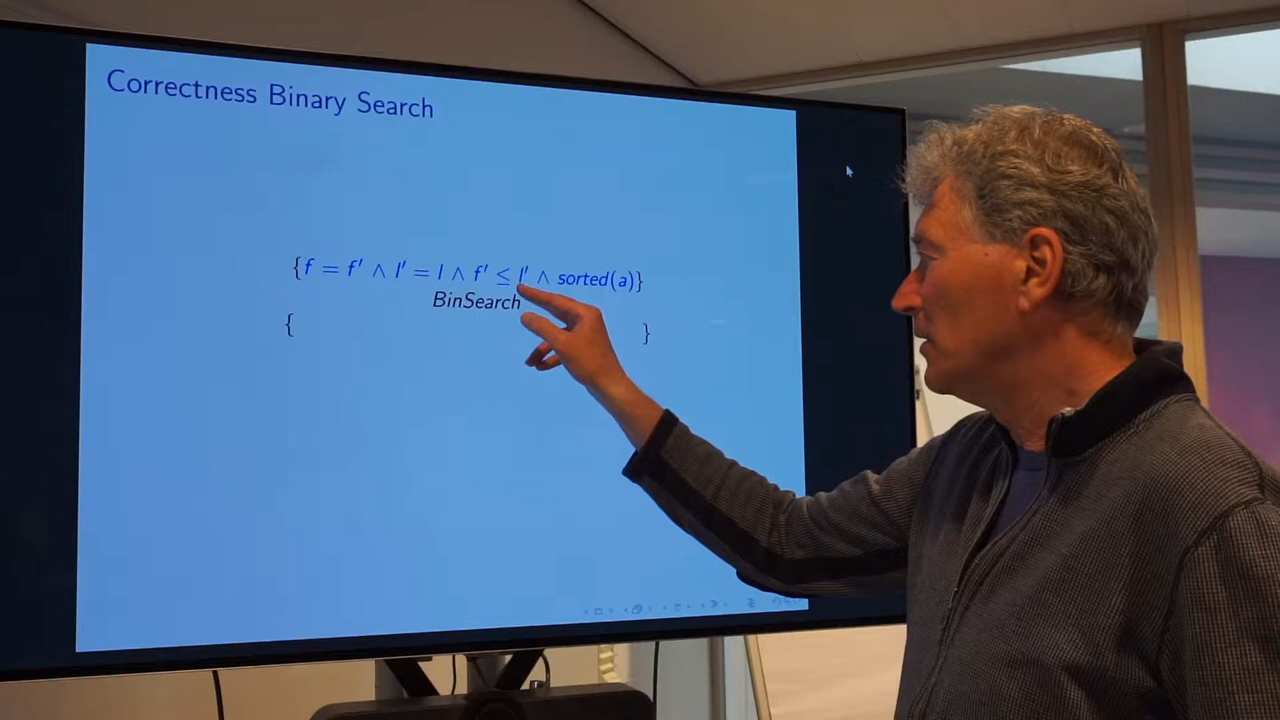 Correctness Binary Search
{f = f′ ∧ l′ = l ∧ f′ ≤ l′ ∧ sorted(a)}
BinSearch
{ }